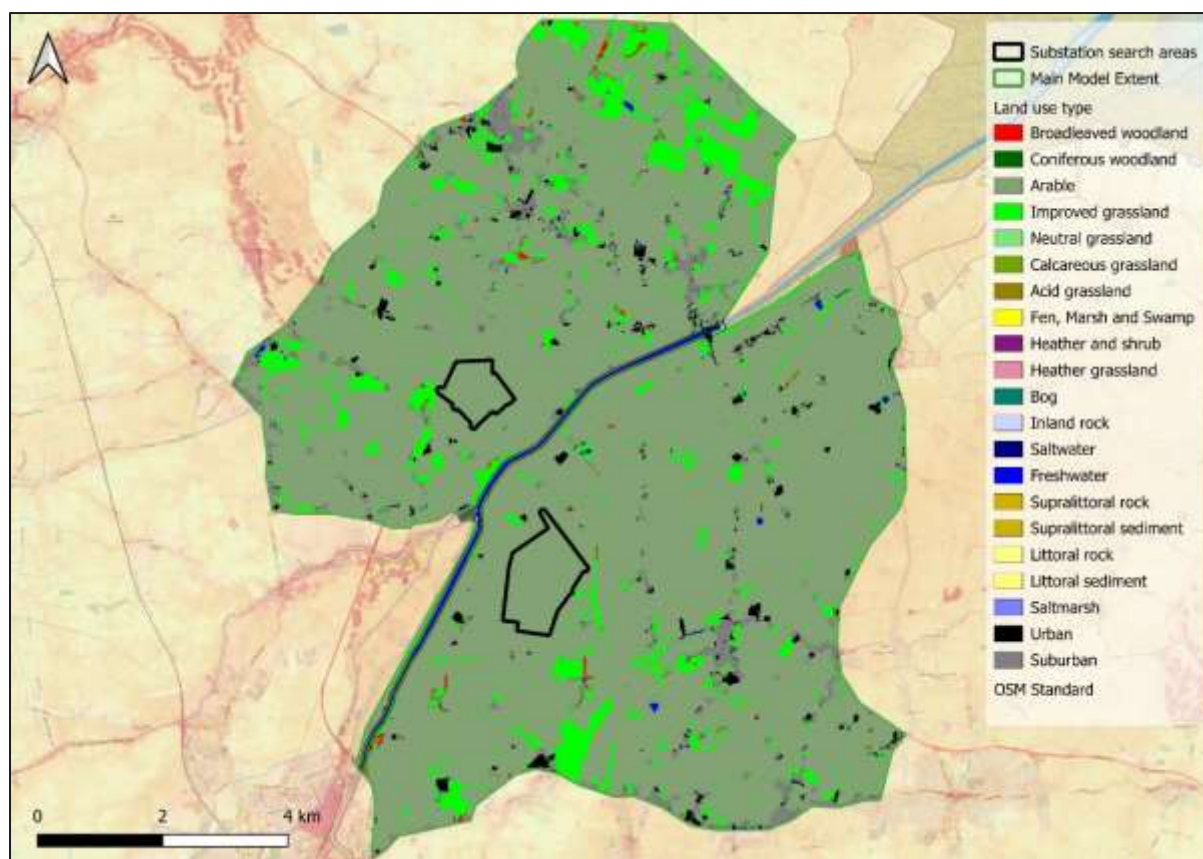 Substation search areas
Main Model Extent
Land use type
Broadleaved woodland
Coniferous woodland
Arable
Improved grassland
Neutral grassland
Calcareous grassland
Acid grassland
Fen, Marsh and Swamp
Heather and shrub
Heather grassland
Bog
Inland rock
Saltwater
Freshwater
Supralittoral rock
Supralittoral sediment
Littoral rock
Littoral sediment
Saltmarsh
Urban
Suburban
OSM Standard
0 2 4 km